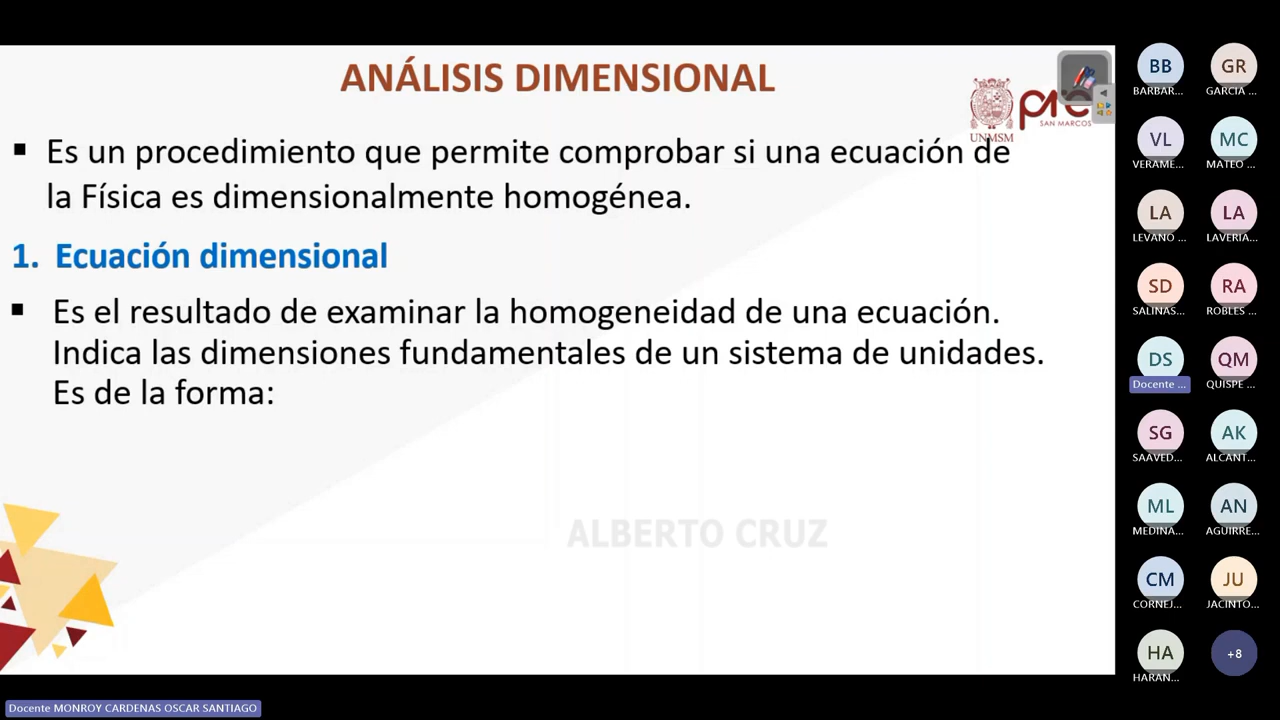 ANÁLISIS DIMENSIONAL
UNMSM
pre
SAN MARCOS
▪ Es un procedimiento que permite comprobar si una ecuación de
la Física es dimensionalmente homogénea.
1. Ecuación dimensional
▪ Es el resultado de examinar la homogeneidad de una ecuación.
Indica las dimensiones fundamentales de un sistema de unidades.
Es de la forma:
ALBERTO CRUZ
Docente MONROY CARDENAS OSCAR SANTIAGO
BB GR
BARBAR... GARCIA ...
VL MC
VERAME... MATEO ...
LA LA
LEVANO ... LAVERIA...
SD RA
SALINAS... ROBLES ...
DS QM
Docente ... QUISPE ...
SG AK
SAAVED... ALCANT...
ML AN
MEDINA... AGUIRRE...
CM JU
CORNEJ... JACINTO...
HA +8
HARAN...